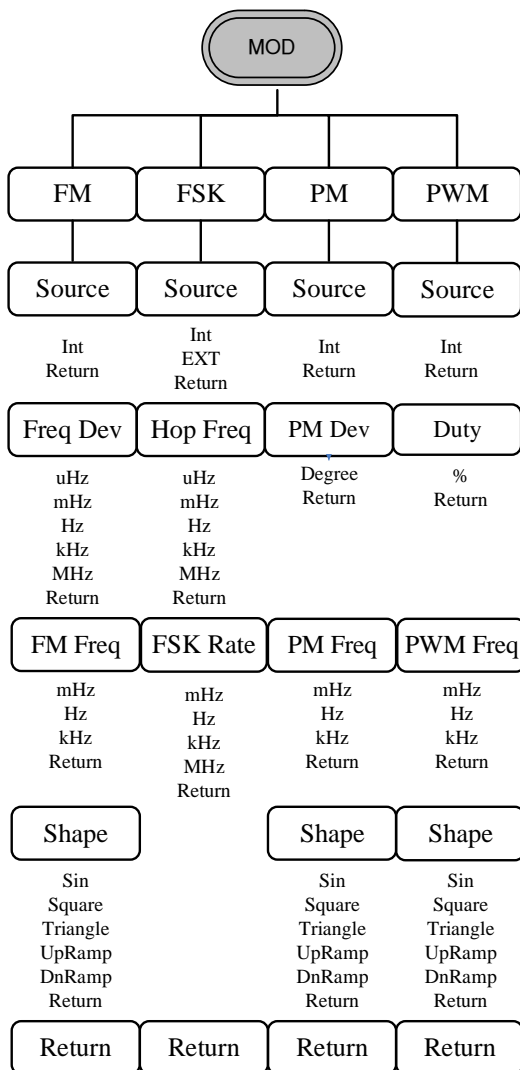 MOD
FM FSK PM PWM
Source Source Source Source
Int Int Int Int
Return EXT Return Return
Return
Freq Dev Hop Freq PM Dev Duty
uHz uHz Degree %
mHz mHz Return Return
Hz Hz
kHz kHz
MHz MHz
Return Return
FM Freq FSK Rate PM Freq PWM Freq
mHz mHz mHz mHz
Hz Hz Hz Hz
kHz kHz kHz kHz
Return MHz Return Return
Return
Shape Shape Shape
Sin Sin Sin
Square Square Square
Triangle Triangle Triangle
UpRamp UpRamp UpRamp
DnRamp DnRamp DnRamp
Return Return Return
Return Return Return Return